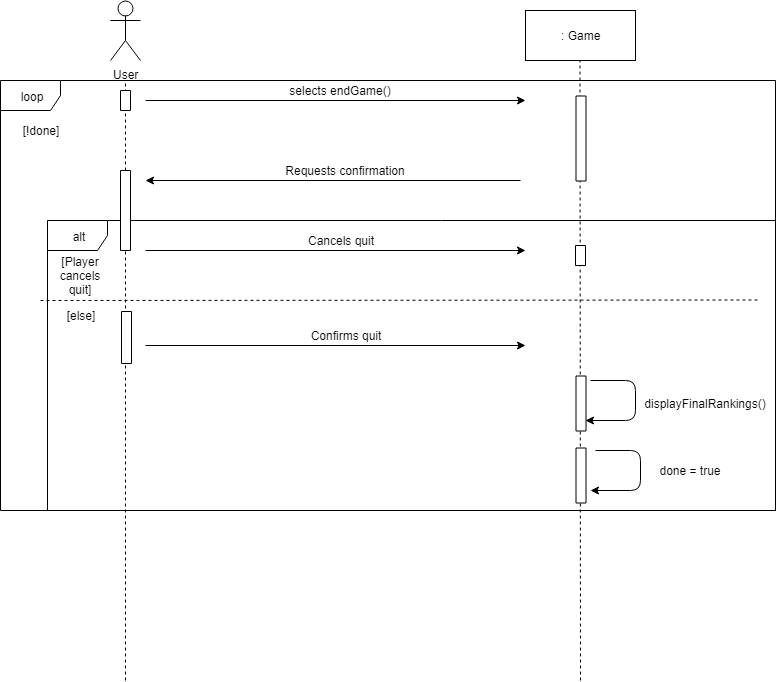 : Game
User
loop
selects endGame()
[!done]
Requests confirmation
alt
Cancels quit
[Player
cancels
quit]
[else]
Confirms quit
displayFinalRankings()
done = true